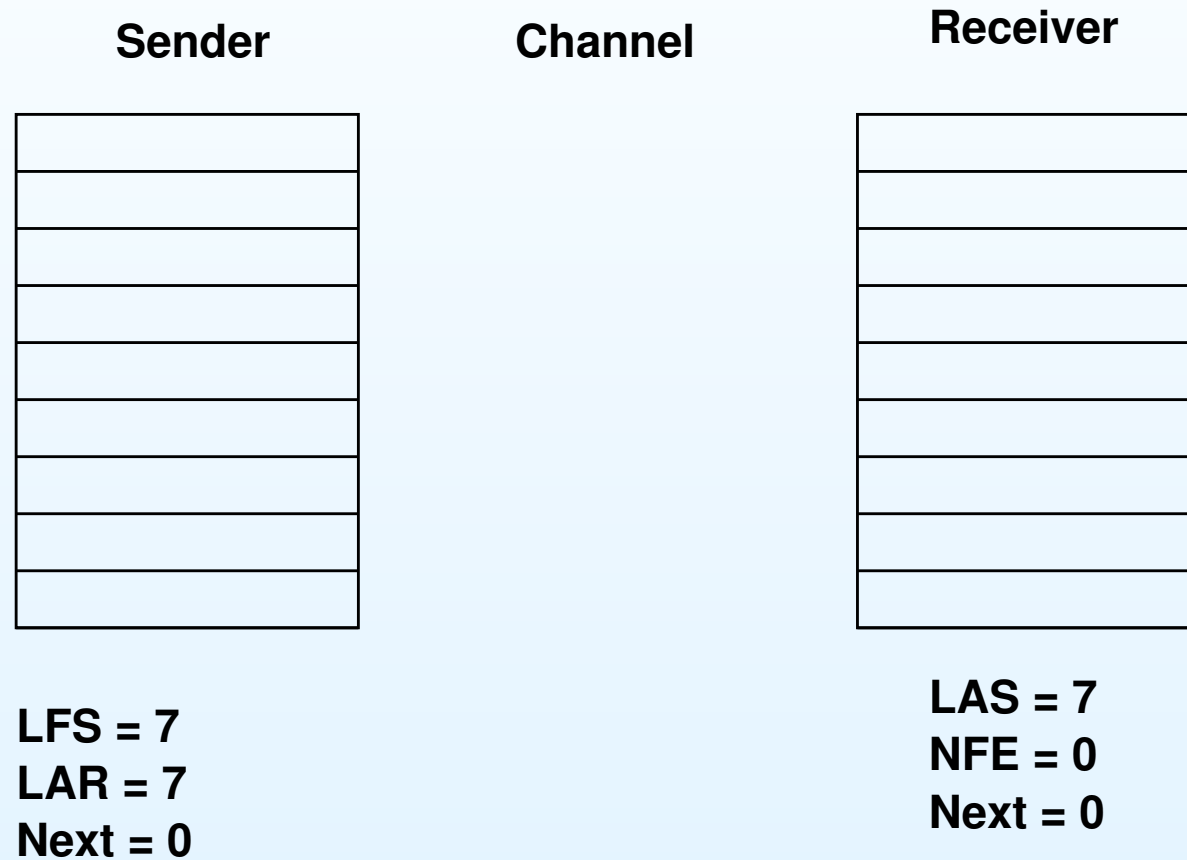 Sender
Channel
Receiver
LFS = 7
LAR = 7
Next = 0
LAS = 7
NFE = 0
Next = 0